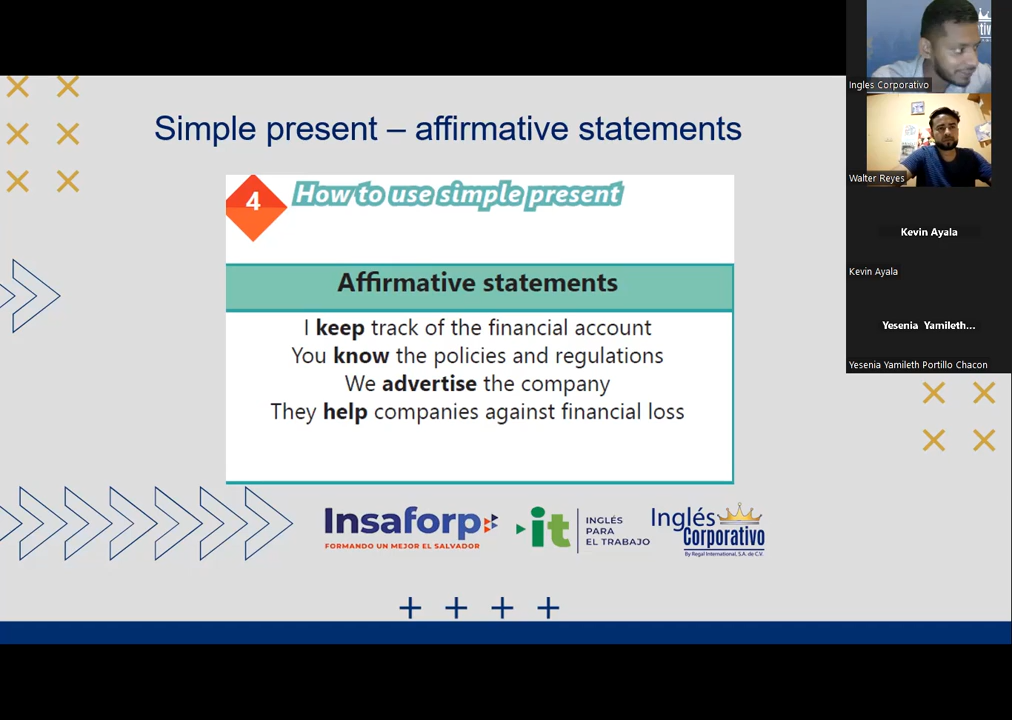 Simple present – affirmative statements
4
How to use simple present
Affirmative statements
I keep track of the financial account
You know the policies and regulations
We advertise the company
They help companies against financial loss
Insaforp
FORMANDO UN MEJOR EL SALVADOR
it
INGLÉS
PARA
EL TRABAJO
Inglés
Corporativo
By Regal International, S.A. de C.V.
Ingles Corporativo
Walter Reyes
Kevin Ayala
Kevin Ayala
Yesenia Yamileth...
Yesenia Yamileth Portillo Chacon